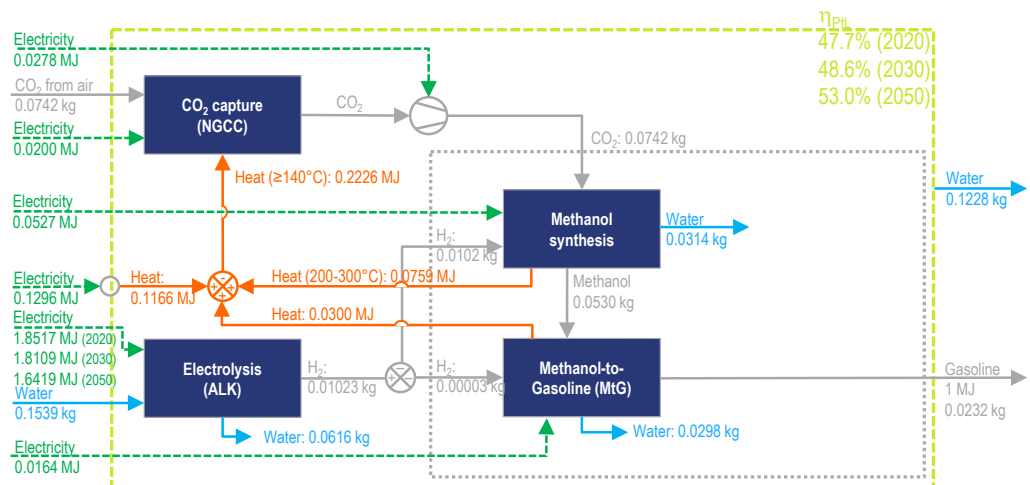 η_PtL
47.7% (2020)
48.6% (2030)
53.0% (2050)
Electricity
0.0278 MJ
CO₂ from air
0.0742 kg
Electricity
0.0200 MJ
CO₂ capture
(NGCC)
CO₂
CO₂: 0.0742 kg
Heat (≥140°C): 0.2226 MJ
Electricity
0.0527 MJ
Methanol
synthesis
Water
0.0314 kg
Water
0.1228 kg
H₂:
0.0102 kg
Electricity
0.1296 MJ
Heat:
0.1166 MJ
-
+ +
+
Heat (200-300°C): 0.0759 MJ
Methanol
0.0530 kg
Heat: 0.0300 MJ
Electricity
1.8517 MJ (2020)
1.8109 MJ (2030)
1.6419 MJ (2050)
Water
0.1539 kg
Electrolysis
(ALK)
H₂:
0.01023 kg
-
+ -
H₂:
0.00003 kg
Methanol-to-
Gasoline (MtG)
Gasoline
1 MJ
0.0232 kg
Water: 0.0616 kg
Water: 0.0298 kg
Electricity
0.0164 MJ